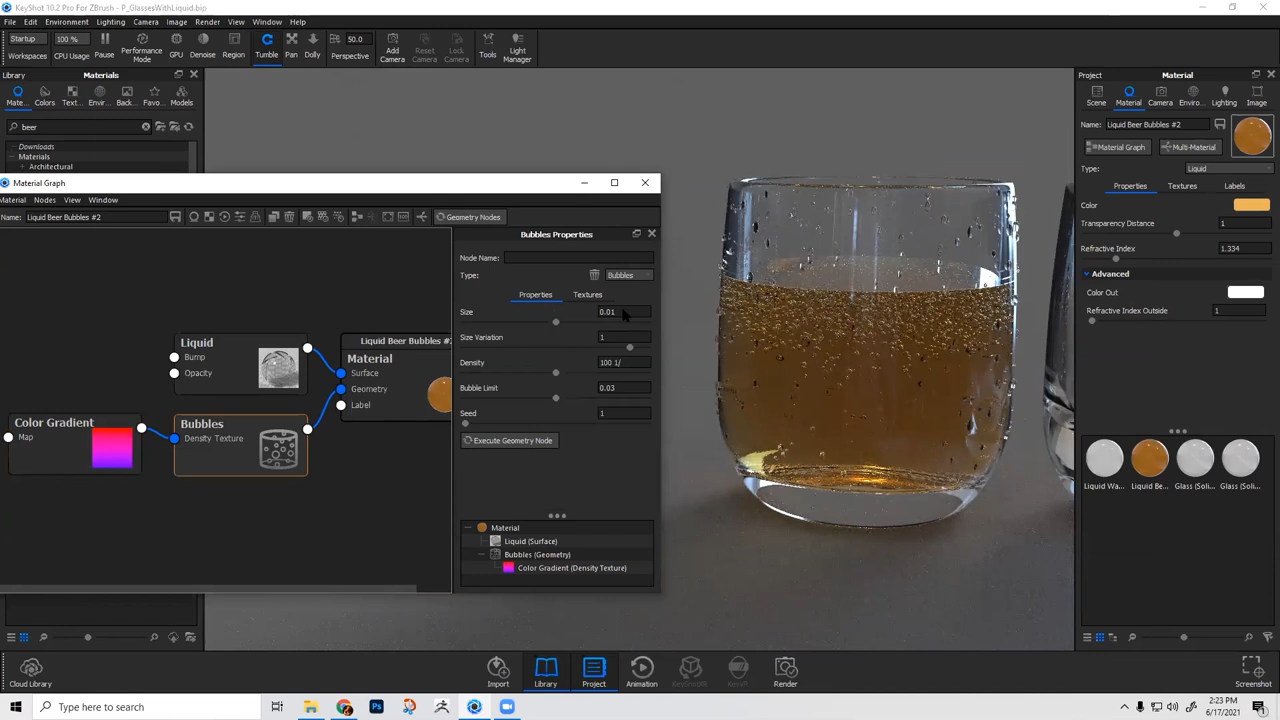 KeyShot 10.2 Pro For ZBrush - P_GlassesWithLiquid.bip
File Edit Environment Lighting Camera Image Render View Window Help
Startup 100 % 50.0
Workspaces CPU Usage Pause Performance Mode GPU Denoise Region Tumble Pan Dolly Perspective Add Camera Reset Camera Lock Camera Tools Light Manager
Library Materials
Mate... Colors Text... Envir... Back... Favo... Models
beer
Downloads
Materials
Architectural
Material Graph
Material Nodes View Window
Name: Liquid Beer Bubbles #2 Geometry Nodes
Liquid
Bump
Opacity
Liquid Beer Bubbles #2
Material
Surface
Geometry
Label
Color Gradient
Map
Bubbles
Density Texture
Bubbles Properties
Node Name:
Type: Bubbles
Properties Textures
Size 0.01
Size Variation 1
Density 100 1/
Bubble Limit 0.03
Seed 1
Execute Geometry Node
Material
Liquid (Surface)
Bubbles (Geometry)
Color Gradient (Density Texture)
Project Material
Scene Material Camera Enviro... Lighting Image
Name: Liquid Beer Bubbles #2
Material Graph Multi-Material
Type: Liquid
Properties Textures Labels
Color
Transparency Distance 1
Refractive Index 1.334
Advanced
Color Out
Refractive Index Outside 1
Liquid Wa... Liquid Be... Glass (Soli... Glass (Soli...
Cloud Library Import Library Project Animation KeyShotXR KeyVR Render Screenshot
Type here to search
2:23 PM
6/17/2021